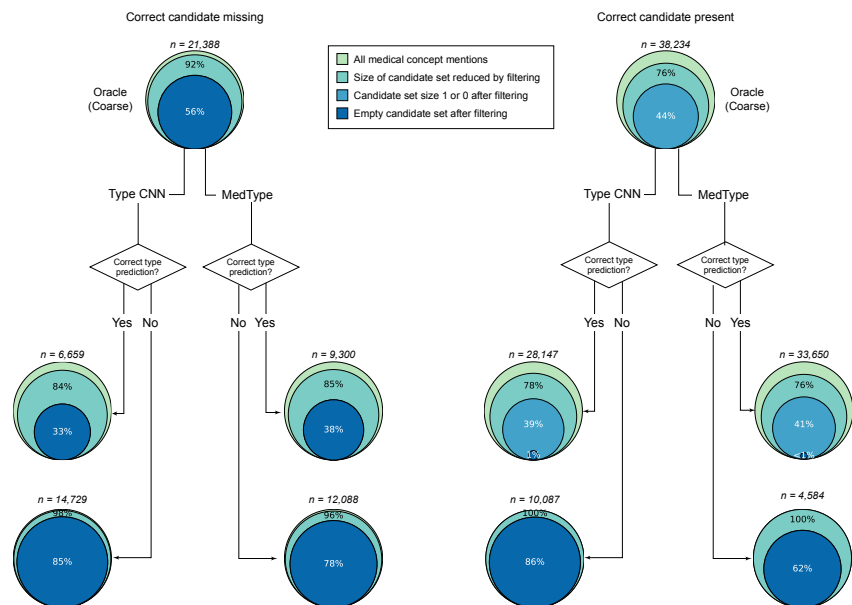 Correct candidate missing
Correct candidate present
n = 21,388
n = 38,234
All medical concept mentions
Size of candidate set reduced by filtering
Candidate set size 1 or 0 after filtering
Empty candidate set after filtering
92%
56%
Oracle
(Coarse)
76%
44%
Oracle
(Coarse)
Type CNN
MedType
Type CNN
MedType
Correct type
prediction?
Correct type
prediction?
Correct type
prediction?
Correct type
prediction?
Yes
No
No
Yes
Yes
No
No
Yes
n = 6,659
84%
33%
n = 9,300
85%
38%
n = 28,147
78%
39%
1%
n = 33,650
76%
41%
<1%
n = 14,729
98%
85%
n = 12,088
96%
78%
n = 10,087
100%
86%
n = 4,584
100%
62%